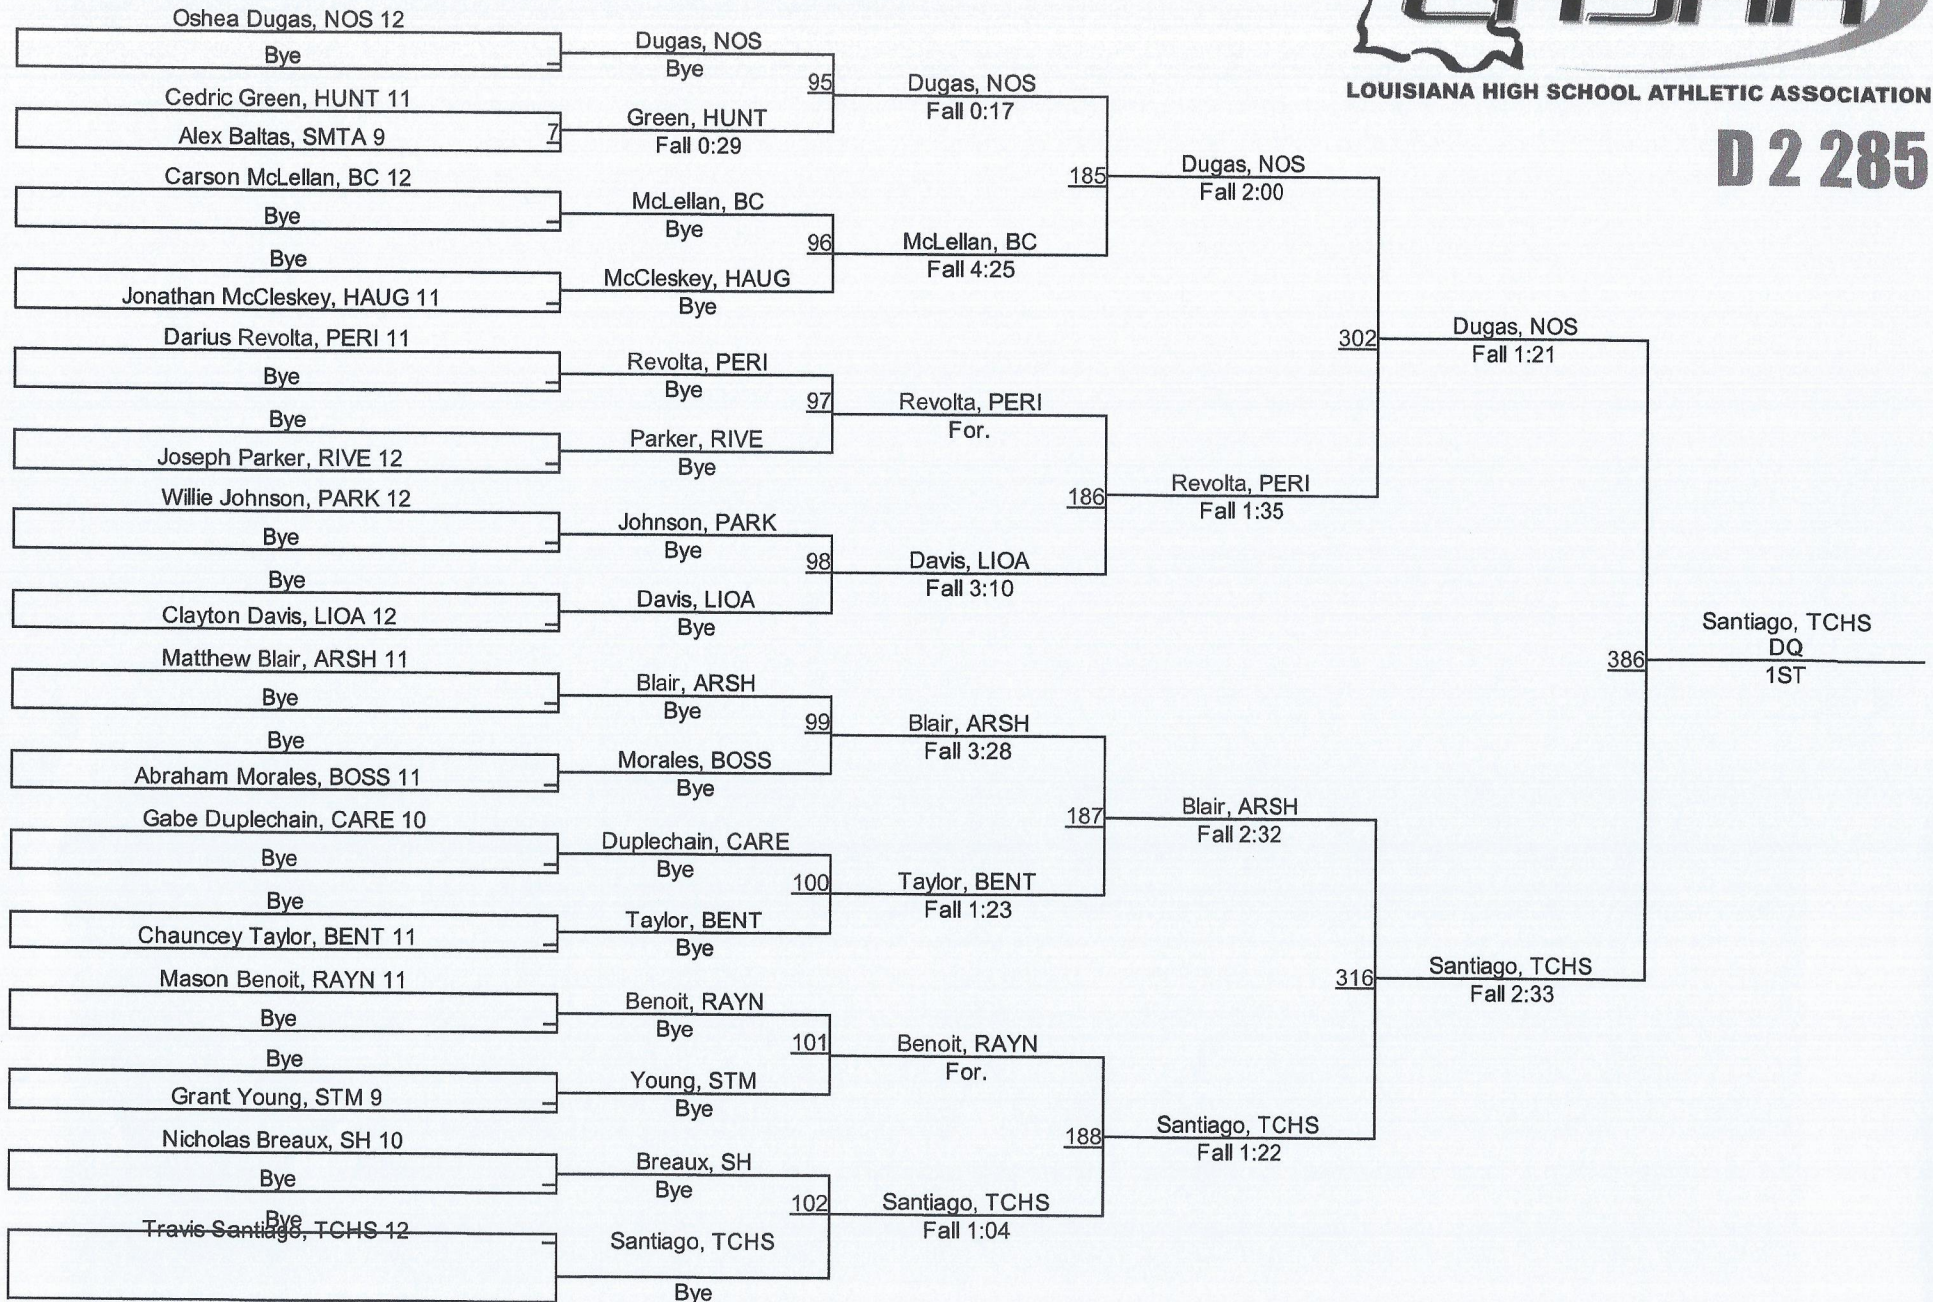 LHSAA
LOUISIANA HIGH SCHOOL ATHLETIC ASSOCIATION
D 2 285
Oshea Dugas, NOS 12
Bye
Cedric Green, HUNT 11
Alex Baltas, SMTA 9
7
Carson McLellan, BC 12
Bye
Bye
Jonathan McCleskey, HAUG 11
Darius Revolta, PERI 11
Bye
Bye
Joseph Parker, RIVE 12
Willie Johnson, PARK 12
Bye
Bye
Clayton Davis, LIOA 12
Matthew Blair, ARSH 11
Bye
Bye
Abraham Morales, BOSS 11
Gabe Duplechain, CARE 10
Bye
Bye
Chauncey Taylor, BENT 11
Mason Benoit, RAYN 11
Bye
Bye
Grant Young, STM 9
Nicholas Breaux, SH 10
Bye
Bye
Travis Santiago, TCHS 12
Dugas, NOS
Bye
95
Green, HUNT
Fall 0:29
McLellan, BC
Bye
96
McCleskey, HAUG
Bye
Revolta, PERI
Bye
97
Parker, RIVE
Bye
Johnson, PARK
Bye
98
Davis, LIOA
Bye
Blair, ARSH
Bye
99
Morales, BOSS
Bye
Duplechain, CARE
Bye
100
Taylor, BENT
Bye
Benoit, RAYN
Bye
101
Young, STM
Bye
Breaux, SH
Bye
102
Santiago, TCHS
Bye
Dugas, NOS
Fall 0:17
185
McLellan, BC
Fall 4:25
Revolta, PERI
For.
186
Davis, LIOA
Fall 3:10
Blair, ARSH
Fall 3:28
187
Taylor, BENT
Fall 1:23
Benoit, RAYN
For.
188
Santiago, TCHS
Fall 1:04
Dugas, NOS
Fall 2:00
302
Revolta, PERI
Fall 1:35
Blair, ARSH
Fall 2:32
316
Santiago, TCHS
Fall 1:22
Dugas, NOS
Fall 1:21
386
Santiago, TCHS
Fall 2:33
Santiago, TCHS
DQ
1ST